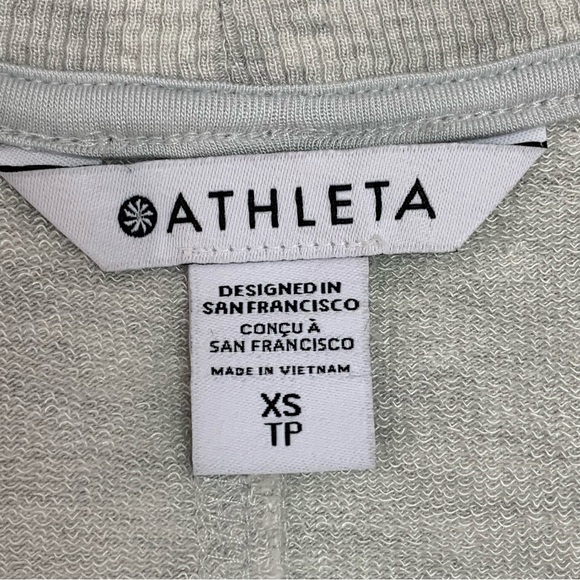 ATHLETA
DESIGNED IN
SAN FRANCISCO
CONÇU À
SAN FRANCISCO
MADE IN VIETNAM
XS
TP